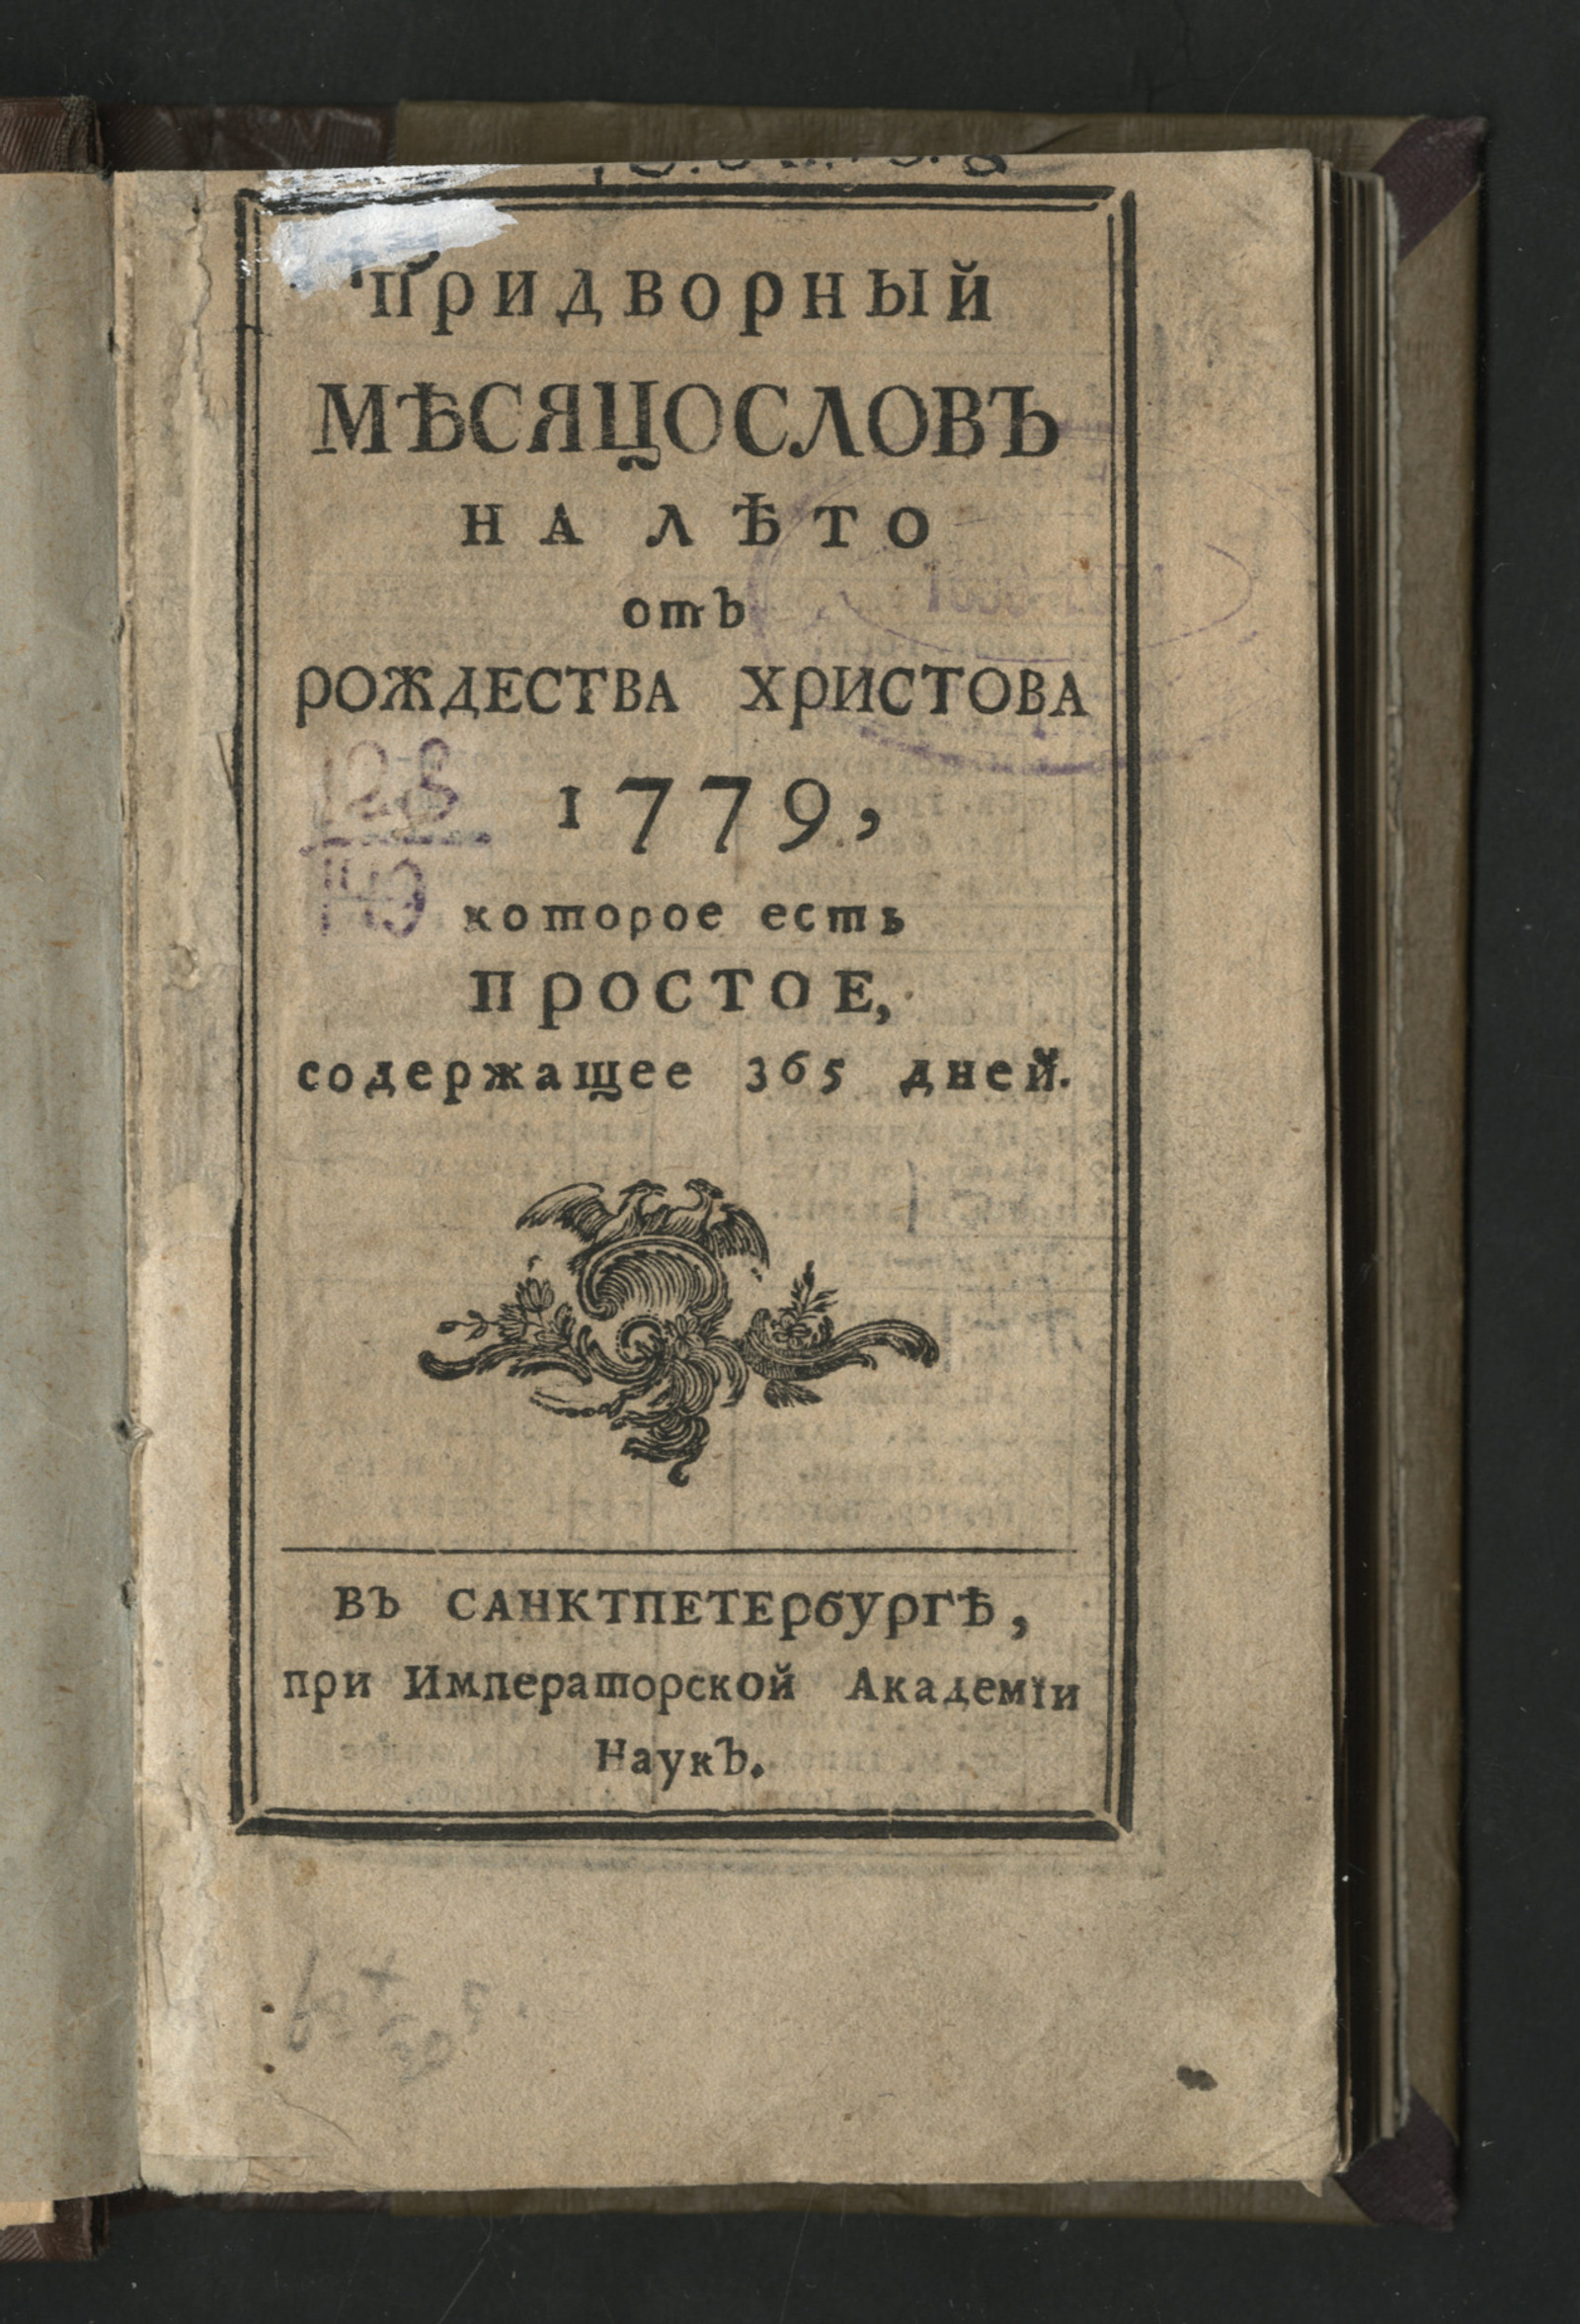 придворный
МѢСЯЦОСЛОВЪ
НА ЛѢТО
отъ
РОЖДЕСТВА ХРИСТОВА
1779,
которое есть
ПРОСТОЕ,
содержащее 365 дней.
ВЪ САНКТПЕТЕРБУРГѢ,
при Императорской Академїи
Наукъ.